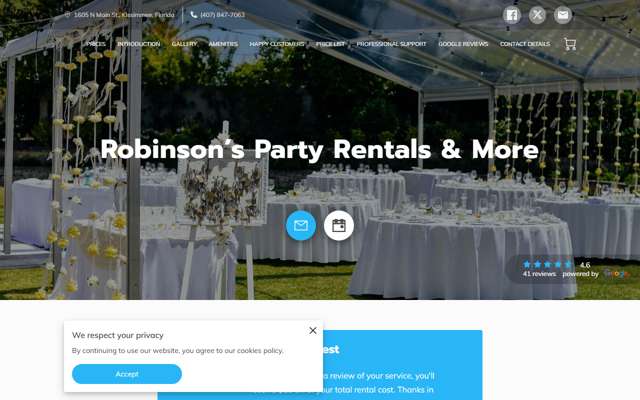 1605 N Main St., Kissimmee, Florida
(407) 847-7063
PRICES INTRODUCTION GALLERY AMENITIES HAPPY CUSTOMERS PRICE LIST PROFESSIONAL SUPPORT GOOGLE REVIEWS CONTACT DETAILS
Robinson´s Party Rentals & More
4.6
41 reviews powered by Google
We respect your privacy
By continuing to use our website, you agree to our cookies policy.
Accept
a review of your service, you'll
your total rental cost. Thanks in